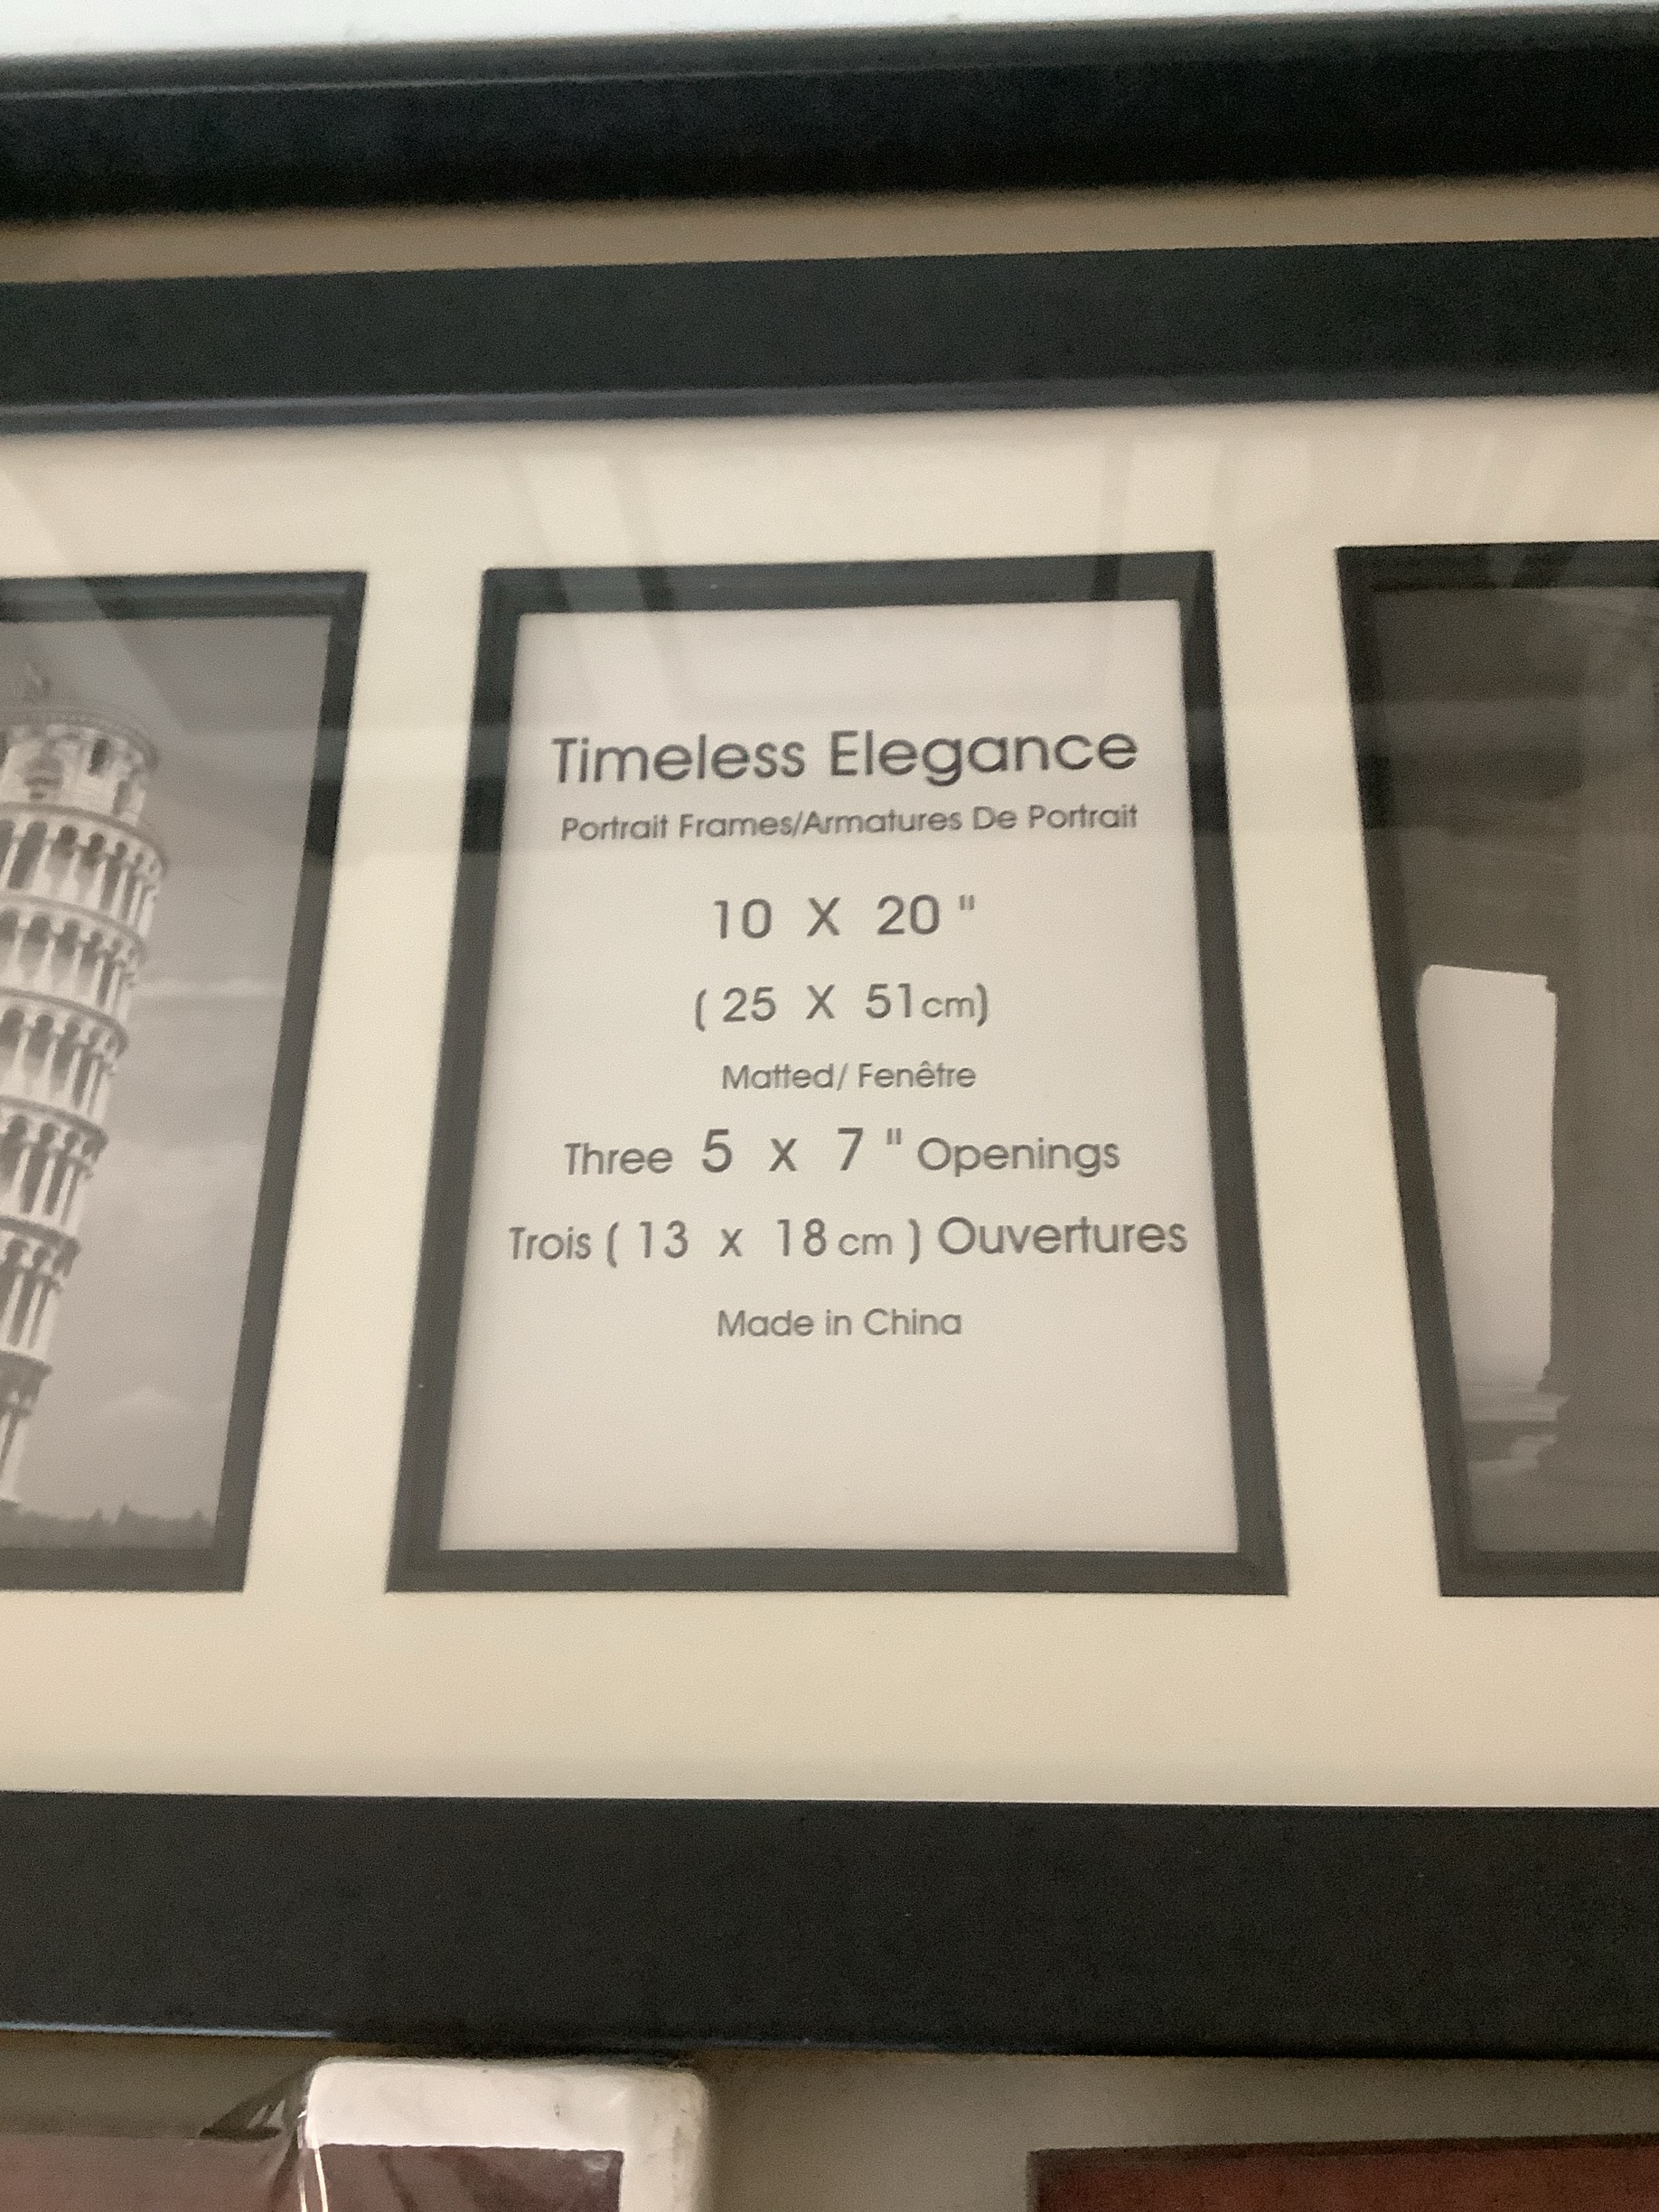 Timeless Elegance
Portrait Frames/Armatures De Portrait
10 X 20 "
( 25 X 51cm)
Matted/ Fenêtre
Three 5 x 7 " Openings
Trois ( 13 x 18 cm ) Ouvertures
Made in China